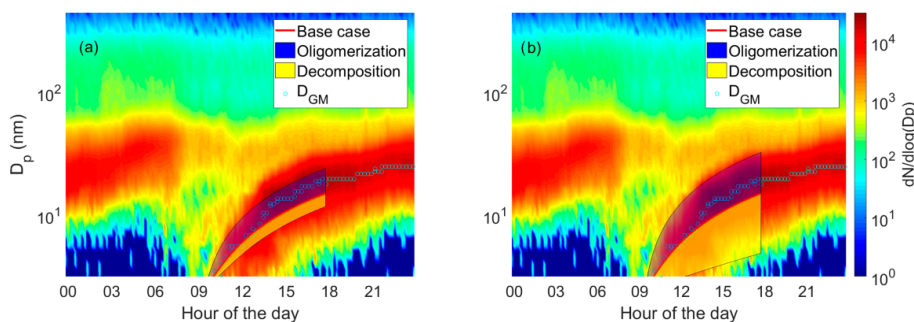 (a)
Base case
Oligomerization
Decomposition
D_GM
10^2
10^1
D_p (nm)
00 03 06 09 12 15 18 21
Hour of the day
(b)
Base case
Oligomerization
Decomposition
D_GM
10^2
10^1
00 03 06 09 12 15 18 21
Hour of the day
10^4
10^3
10^2
10^1
10^0
dN/dlog(Dp)